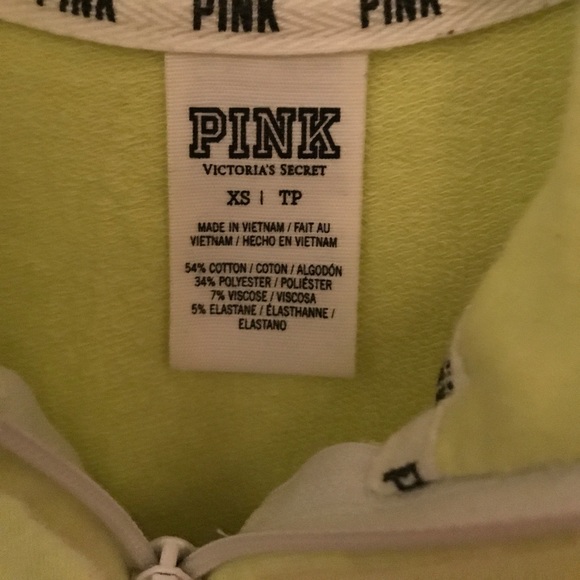 PINK PINK PINK
PINK
VICTORIA'S SECRET
XS | TP
MADE IN VIETNAM / FAIT AU
VIETNAM / HECHO EN VIETNAM
54% COTTON / COTON / ALGODÓN
34% POLYESTER / POLIÉSTER
7% VISCOSE / VISCOSA
5% ELASTANE / ÉLASTHANNE /
ELASTANO